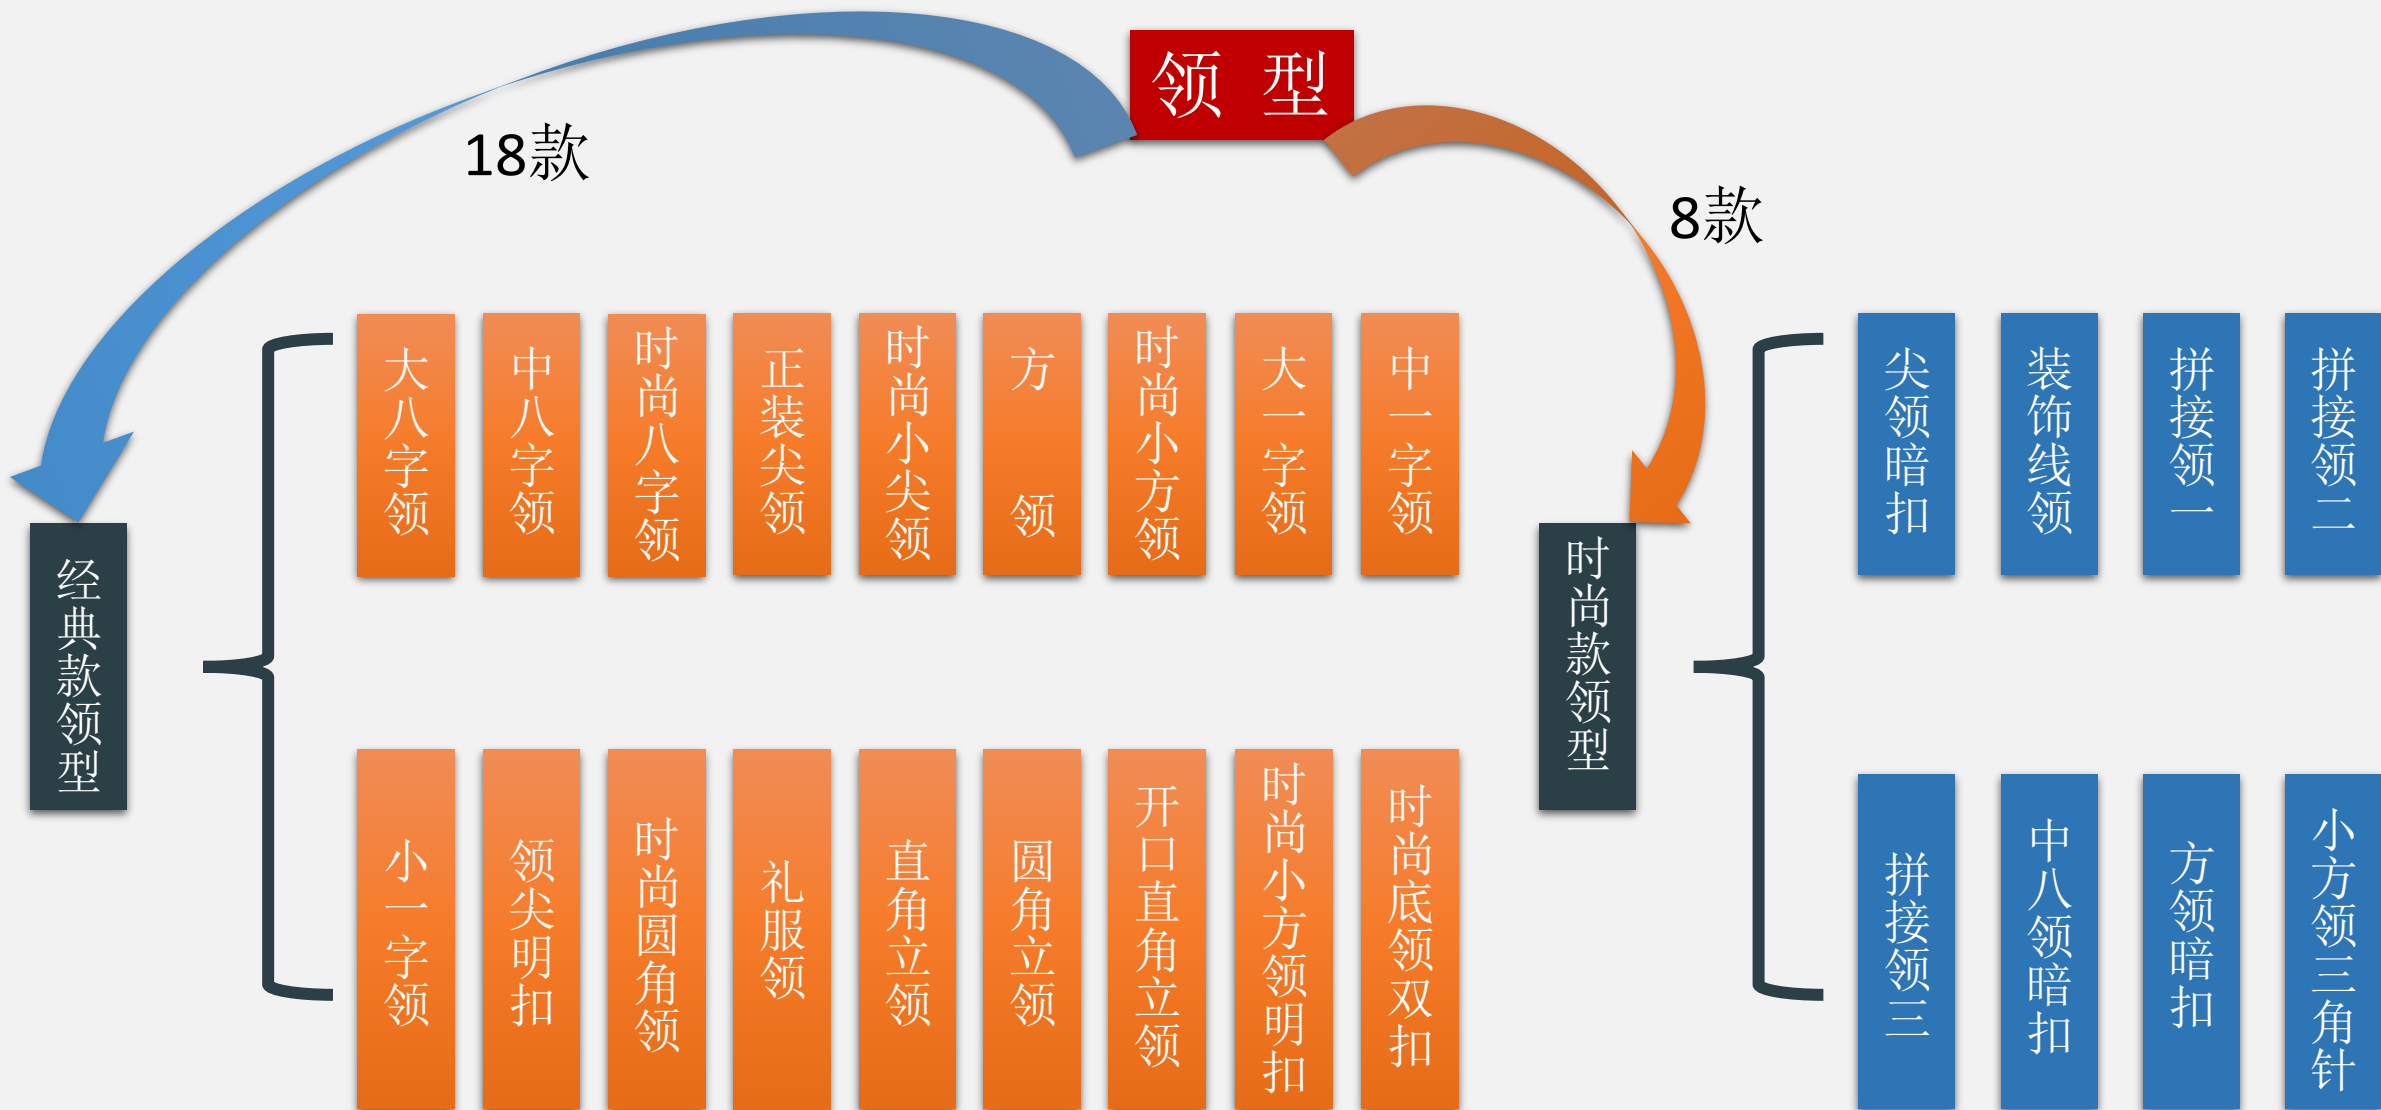 领 型
18款
8款
经典款领型
大八字领
中八字领
时尚八字领
正装尖领
时尚小尖领
方 领
时尚小方领
大一字领
中一字领
小一字领
领尖明扣
时尚圆角领
礼服领
直角立领
圆角立领
开口直角立领
时尚小方领明扣
时尚底领双扣
时尚款领型
尖领暗扣
装饰线领
拼接领一
拼接领二
拼接领三
中八领暗扣
方领暗扣
小方领三角针